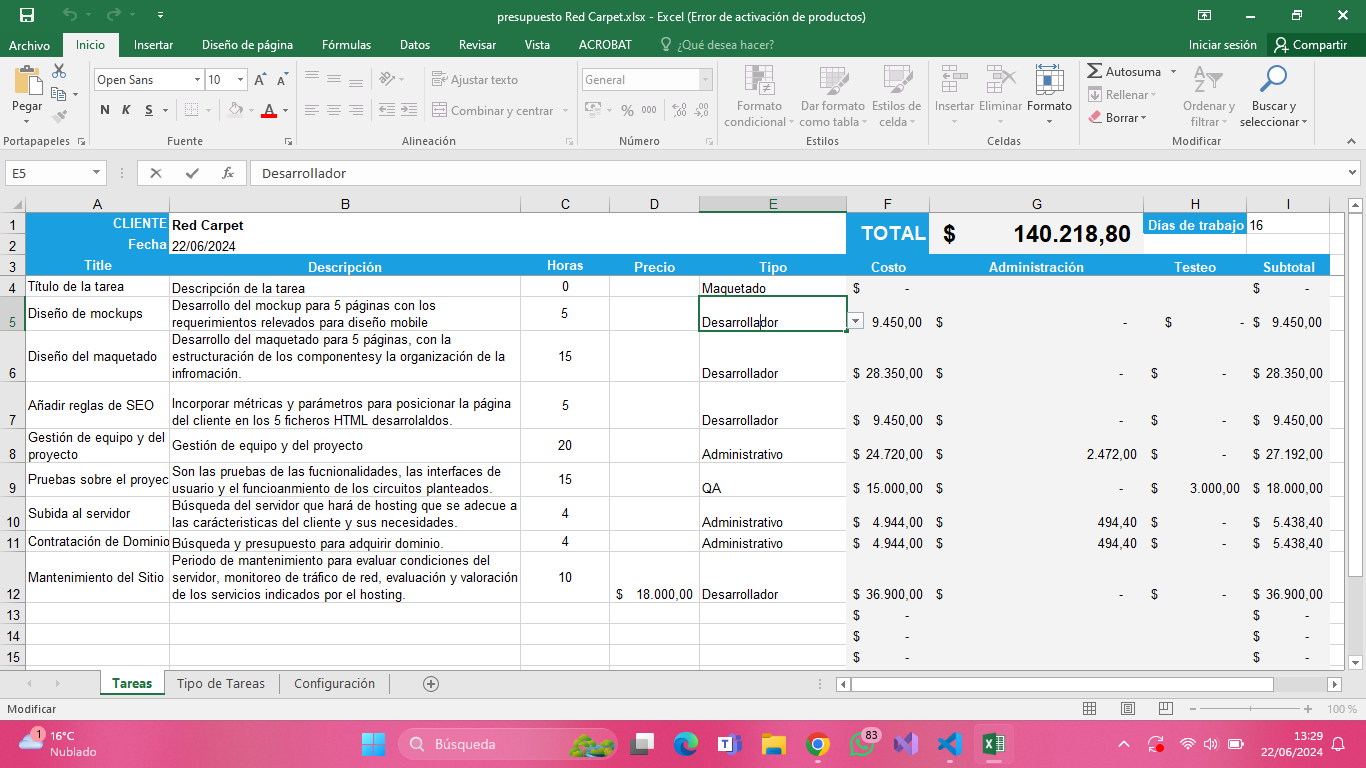 presupuesto Red Carpet.xlsx - Excel (Error de activación de productos)
Archivo Inicio Insertar Diseño de página Fórmulas Datos Revisar Vista ACROBAT ¿Qué desea hacer? Iniciar sesión Compartir
Pegar
Portapapeles
Open Sans 10
N K S
Fuente
Ajustar texto
Combinar y centrar
Alineación
General
% 000
Número
Formato condicional
Dar formato como tabla
Estilos de celda
Estilos
Insertar Eliminar Formato
Celdas
Autosuma
Rellenar
Borrar
Ordenar y filtrar
Buscar y seleccionar
Modificar
E5 fx Desarrollador
A B C D E F G H I
1 CLIENTE Red Carpet TOTAL $ 140.218,80 Días de trabajo 16
2 Fecha 22/06/2024
3 Title Descripción Horas Precio Tipo Costo Administración Testeo Subtotal
4 Título de la tarea Descripción de la tarea 0 Maquetado $ - $ -
5 Diseño de mockups Desarrollo del mockup para 5 páginas con los
requerimientos relevados para diseño mobile 5 Desarrollador 9.450,00 $ - $ - $ 9.450,00
6 Diseño del maquetado Desarrollo del maquetado para 5 páginas, con la
estructuración de los componentesy la organización de la
infromación. 15 Desarrollador $ 28.350,00 $ - $ - $ 28.350,00
7 Añadir reglas de SEO Incorporar métricas y parámetros para posicionar la página
del cliente en los 5 ficheros HTML desarrolaldos. 5 Desarrollador $ 9.450,00 $ - $ - $ 9.450,00
8 Gestión de equipo y del
proyecto Gestión de equipo y del proyecto 20 Administrativo $ 24.720,00 $ 2.472,00 $ - $ 27.192,00
9 Pruebas sobre el proyec Son las pruebas de las fucnionalidades, las interfaces de
usuario y el funcioanmiento de los circuitos planteados. 15 QA $ 15.000,00 $ - $ 3.000,00 $ 18.000,00
10 Subida al servidor Búsqueda del servidor que hará de hosting que se adecue a
las carácteristicas del cliente y sus necesidades. 4 Administrativo $ 4.944,00 $ 494,40 $ - $ 5.438,40
11 Contratación de Dominio Búsqueda y presupuesto para adquirir dominio. 4 Administrativo $ 4.944,00 $ 494,40 $ - $ 5.438,40
12 Mantenimiento del Sitio Periodo de mantenimiento para evaluar condiciones del
servidor, monitoreo de tráfico de red, evaluación y valoración
de los servicios indicados por el hosting. 10 $ 18.000,00 Desarrollador $ 36.900,00 $ - $ - $ 36.900,00
13 $ - $ -
14 $ - $ -
15 $ - $ -
Tareas Tipo de Tareas Configuración
Modificar 100 %
1 16°C
Nublado
Búsqueda
83
13:29
22/06/2024